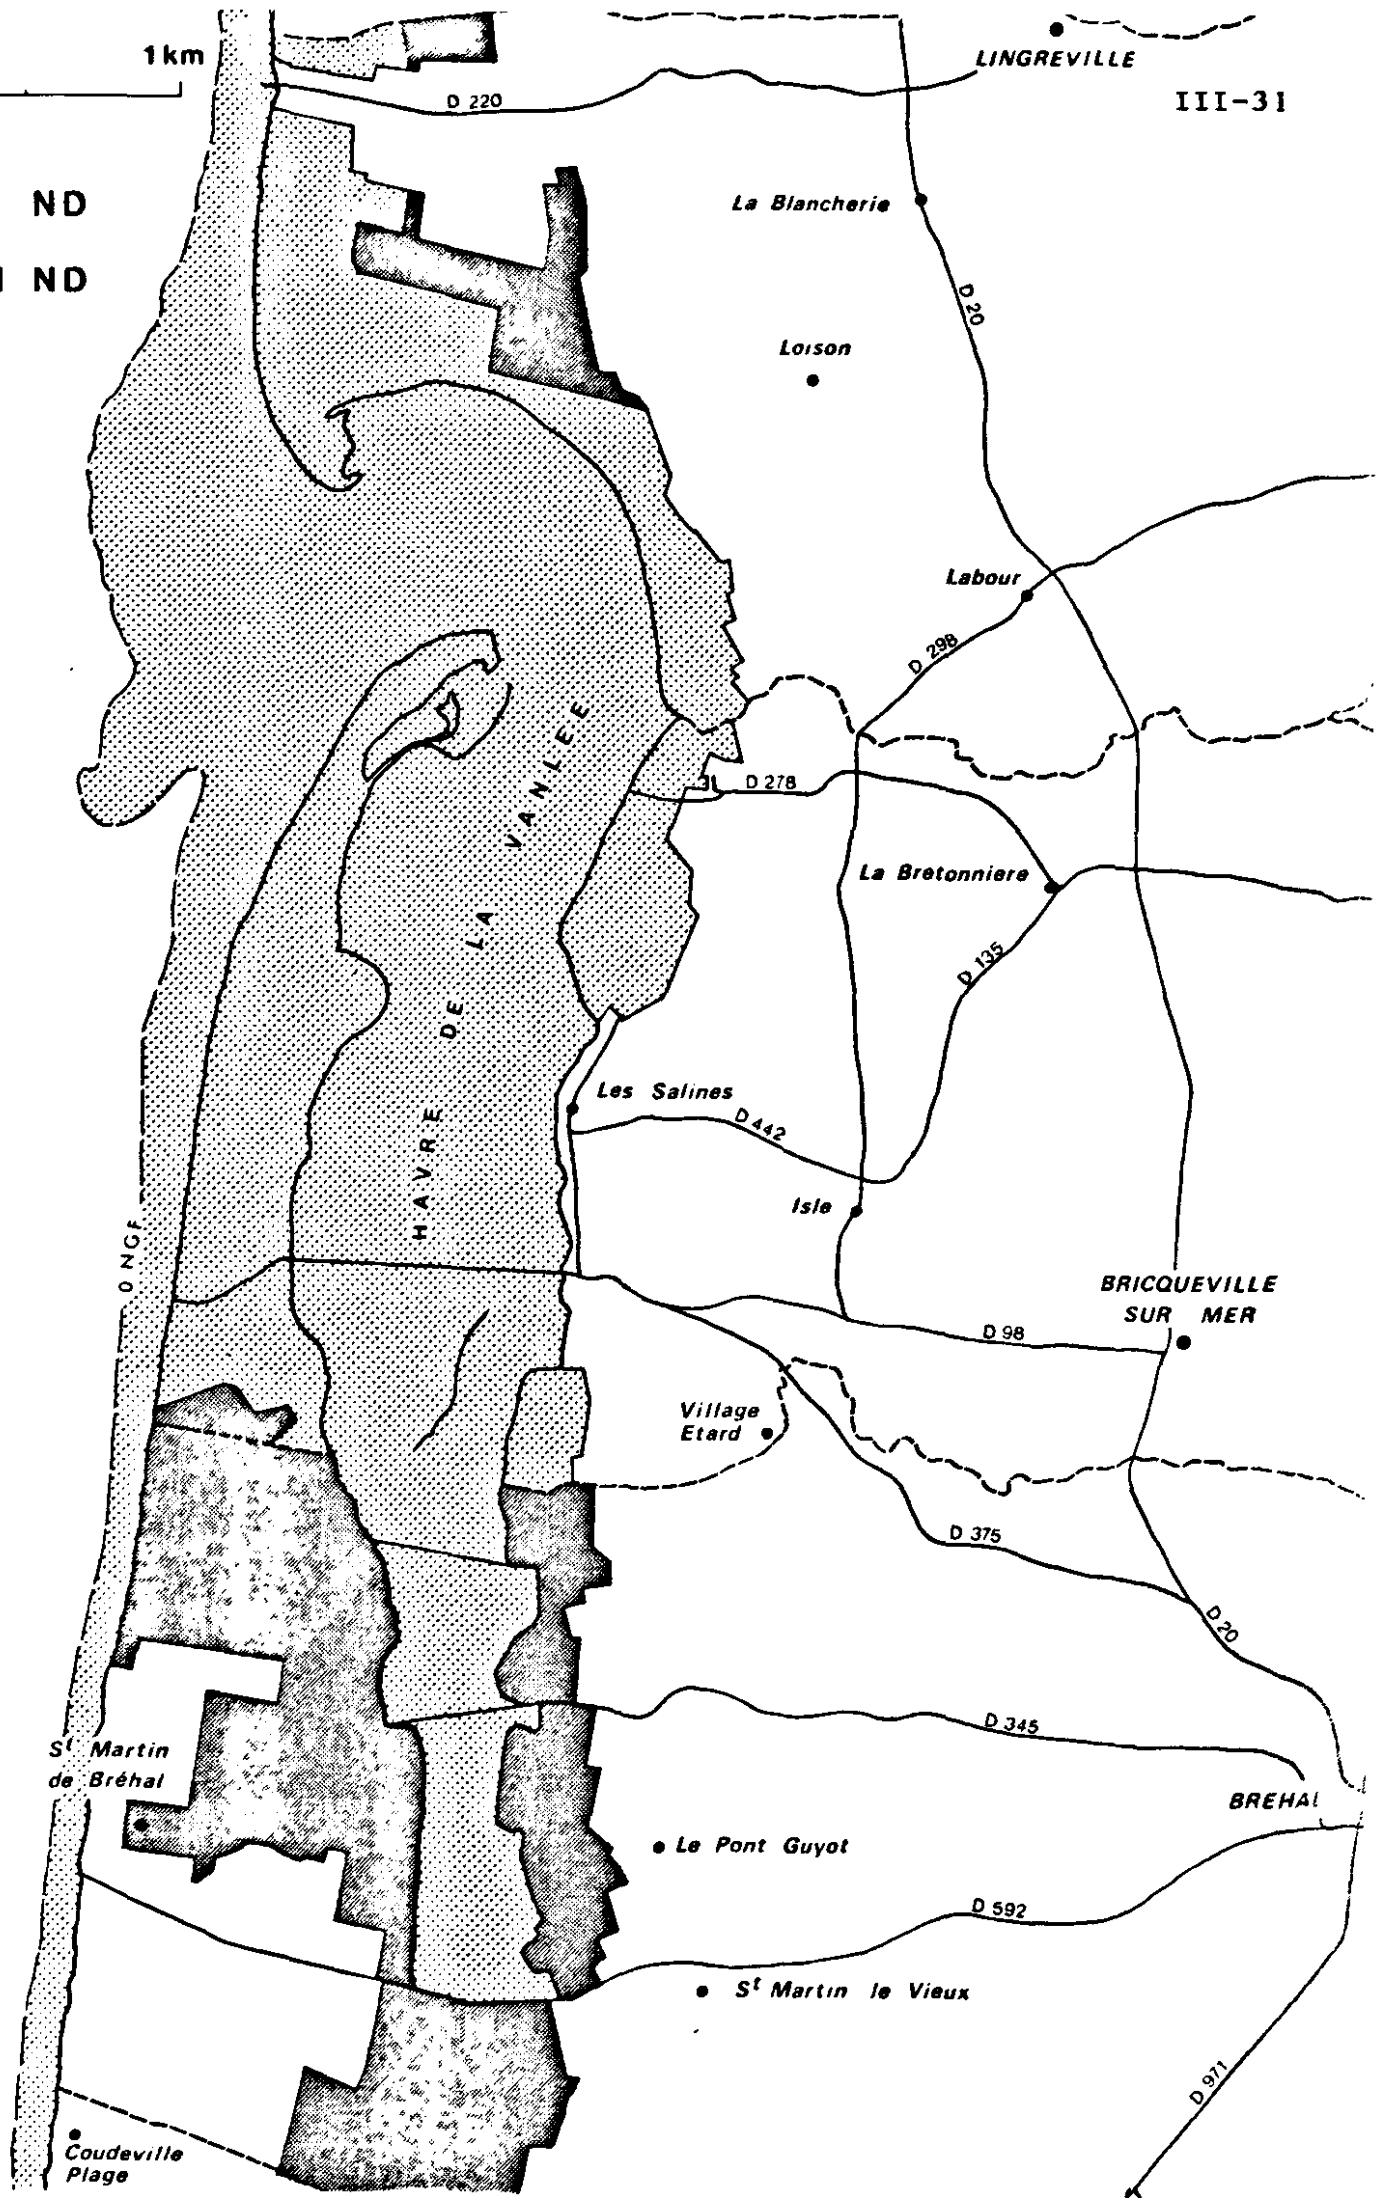 1km
LINGREVILLE
D 220
III-31
ND
ND
La Blancherie
D 20
Loison
Labour
D 298
HAVRE DE LA VANLEE
D 278
La Bretonniere
D 135
Les Salines
D 442
Isle
0 NGF
BRICQUEVILLE
SUR MER
D 98
Village
Etard
D 375
D 20
D 345
St Martin
de Bréhal
BREHAL
Le Pont Guyot
D 592
St Martin le Vieux
D 971
Coudeville
Plage